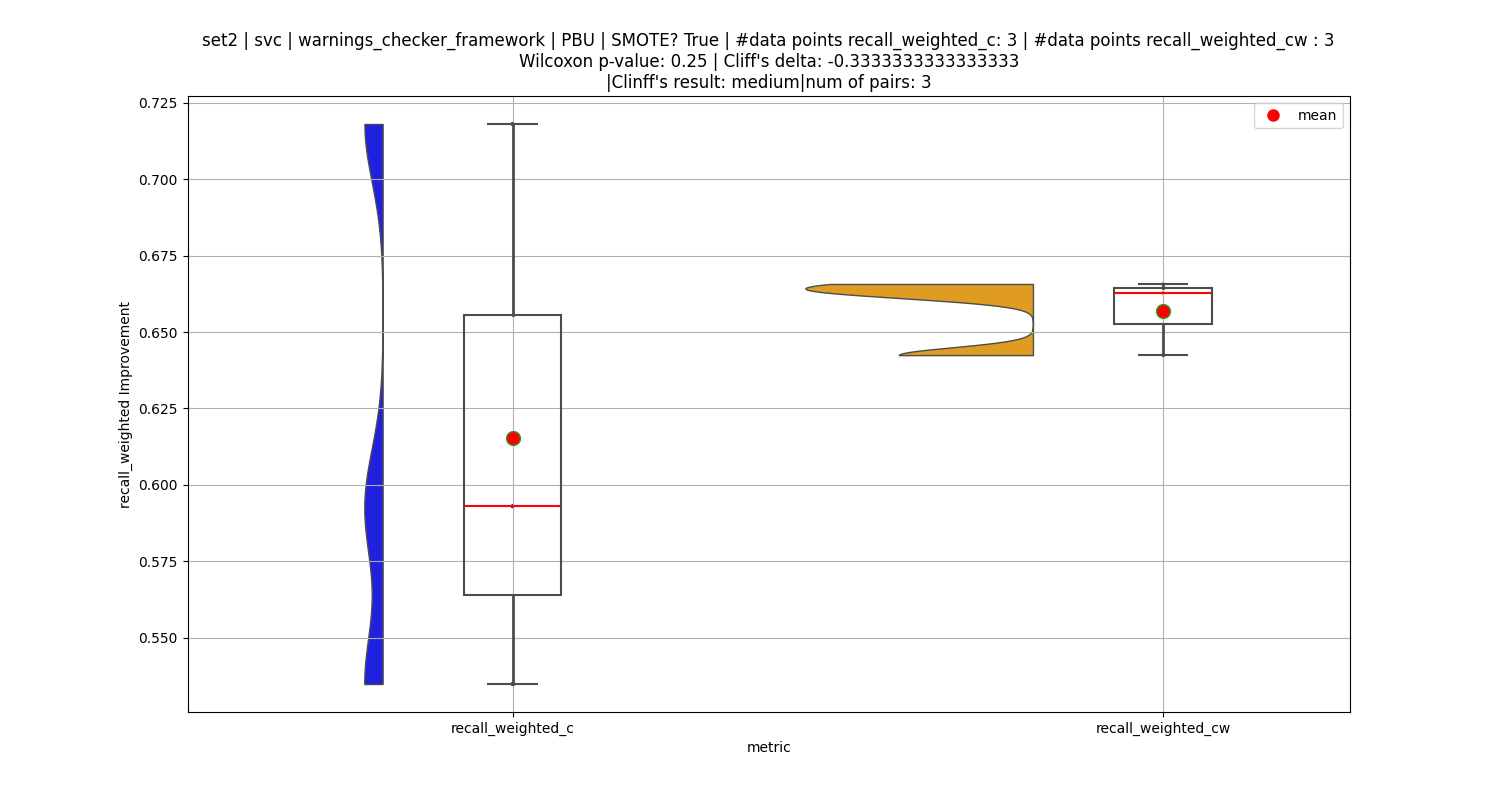 set2 | svc | warnings_checker_framework | PBU | SMOTE? True | #data points recall_weighted_c: 3 | #data points recall_weighted_cw : 3
Wilcoxon p-value: 0.25 | Cliff's delta: -0.3333333333333333
|Clinff's result: medium|num of pairs: 3
mean
0.725
0.700
0.675
0.650
0.625
0.600
0.575
0.550
recall_weighted Improvement
recall_weighted_c
recall_weighted_cw
metric